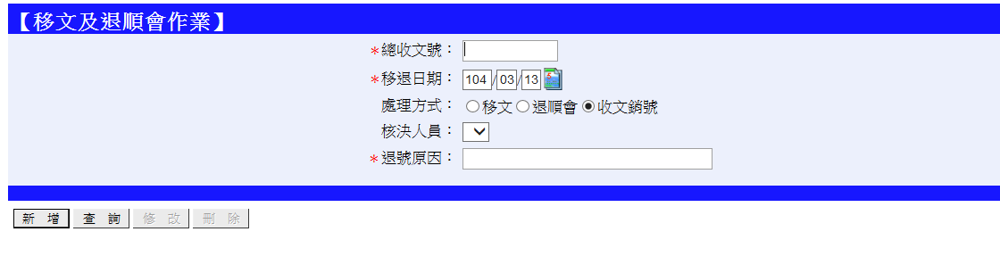 【移文及退順會作業】
*總收文號：
*移退日期：104/03/13
處理方式：移文 退順會 收文銷號
核決人員：
*退號原因：
新 增 查 詢 修 改 刪 除